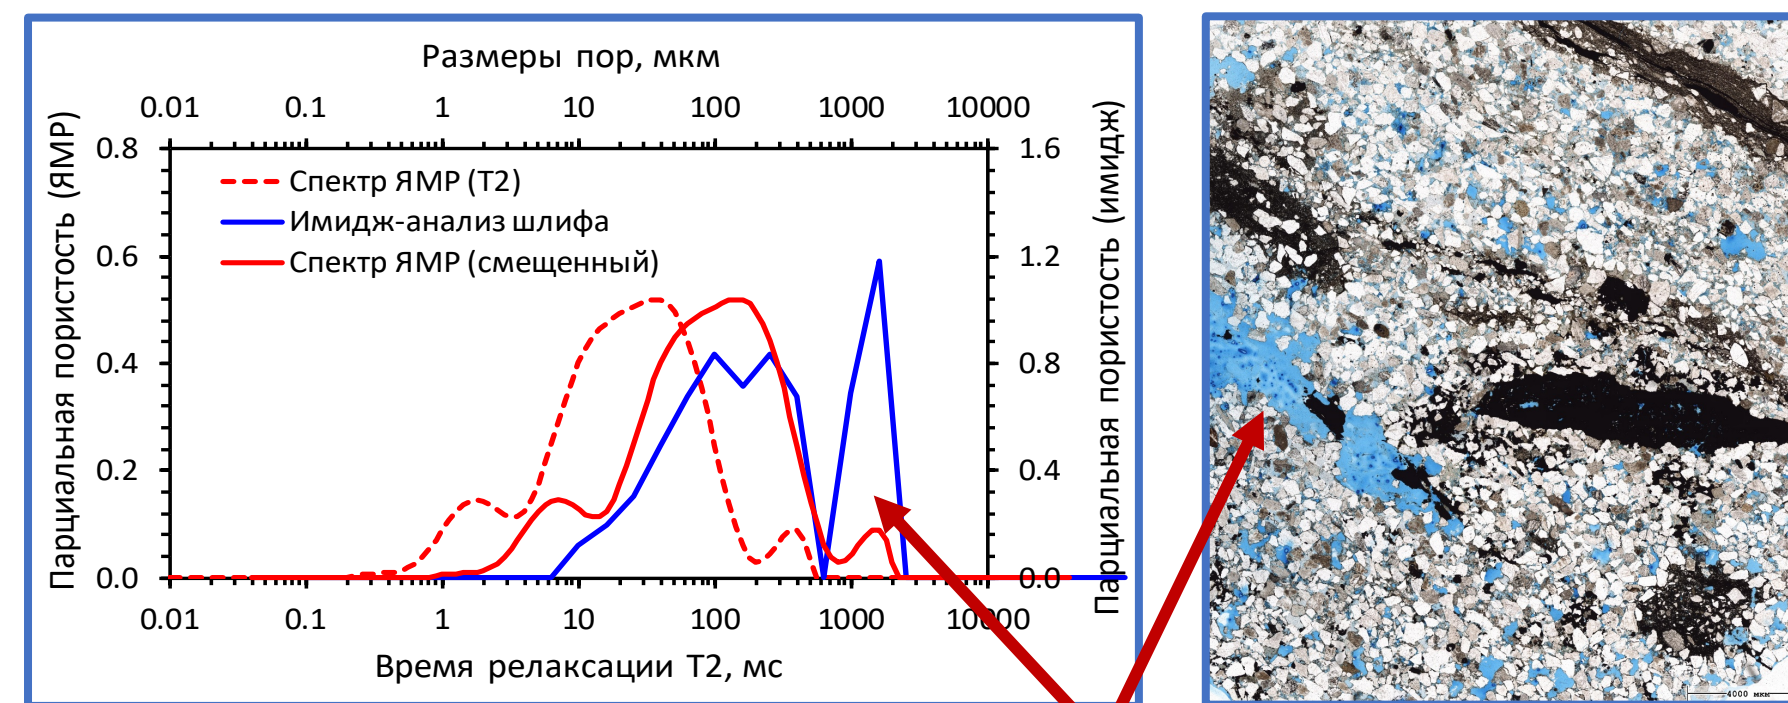 Размеры пор, мкм
0.01 0.1 1 10 100 1000 10000
Парциальная пористость (ЯМР)
0.8 1.6
0.6 1.2
0.4 0.8
0.2 0.4
0.0 0.0
Спектр ЯМР (Т2)
Имидж-анализ шлифа
Спектр ЯМР (смещенный)
Парциальная пористость (имидж)
0.01 0.1 1 10 100 1000 10000
Время релаксации Т2, мс
4000 мкм